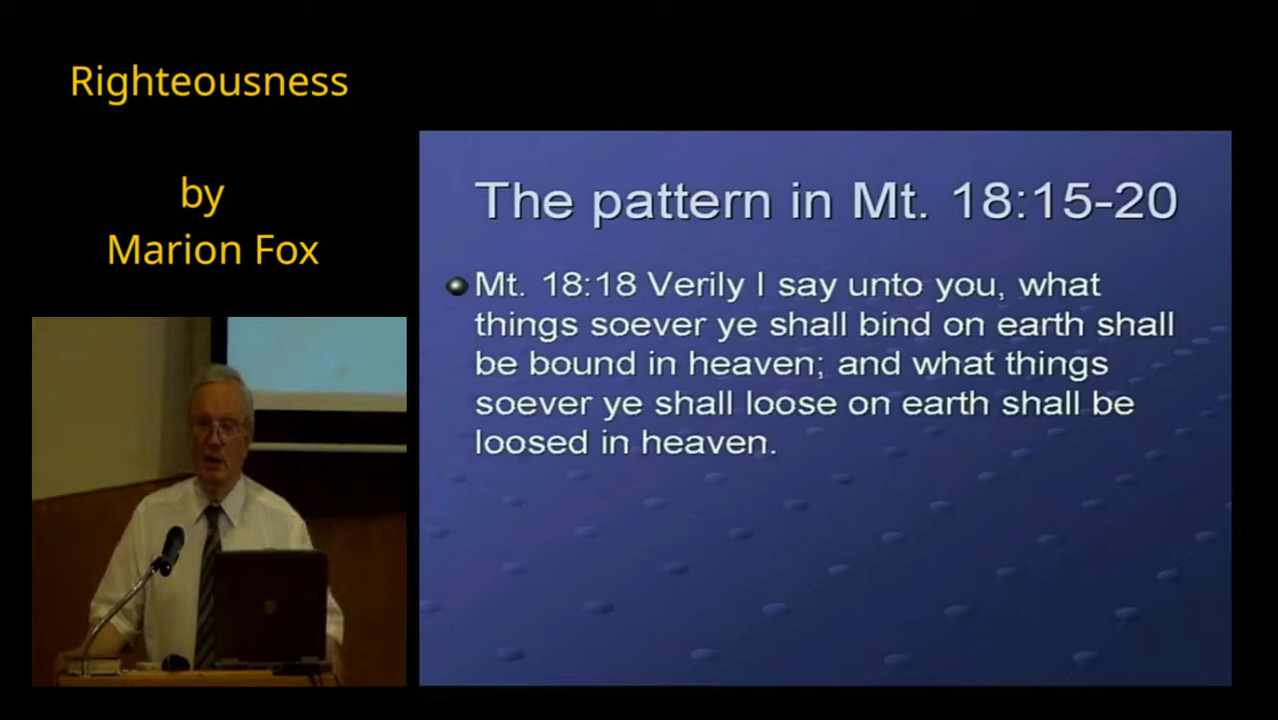 Righteousness
by
Marion Fox
The pattern in Mt. 18:15-20
Mt. 18:18 Verily I say unto you, what
things soever ye shall bind on earth shall
be bound in heaven; and what things
soever ye shall loose on earth shall be
loosed in heaven.